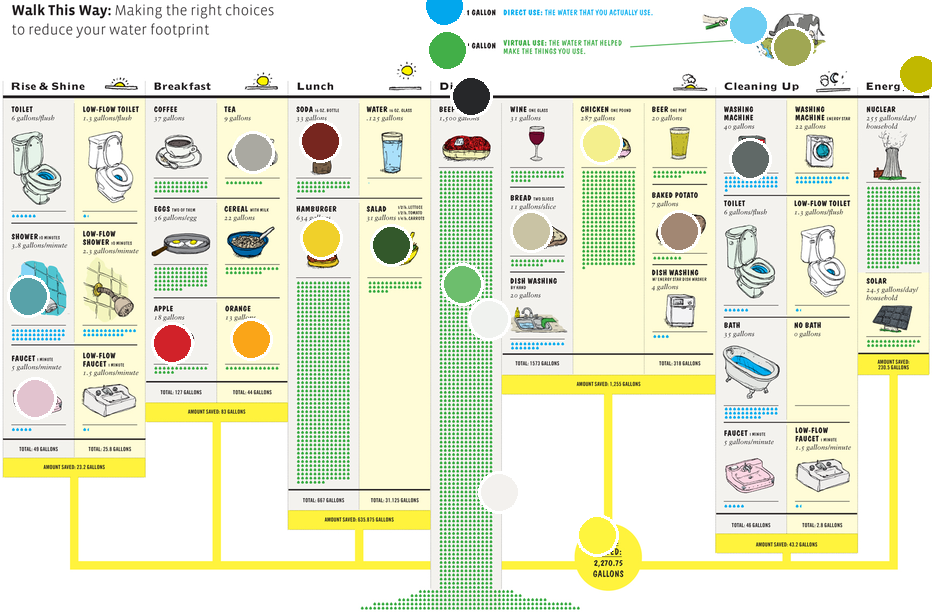 Walk This Way: Making the right choices
to reduce your water footprint
1 GALLON DIRECT USE: THE WATER THAT YOU ACTUALLY USE.
GALLON VIRTUAL USE: THE WATER THAT HELPED
MAKE THE THINGS YOU USE.
Rise & Shine
TOILET
6 gallons/flush
LOW-FLOW TOILET
1.3 gallons/flush
SHOWER 10 MINUTES
3.8 gallons/minute
LOW-FLOW
SHOWER 10 MINUTES
2.3 gallons/minute
FAUCET 1 MINUTE
5 gallons/minute
LOW-FLOW
FAUCET 1 MINUTE
1.5 gallons/minute
TOTAL: 49 GALLONS
TOTAL: 25.8 GALLONS
AMOUNT SAVED: 23.2 GALLONS
Breakfast
COFFEE
37 gallons
TEA
9 gallons
EGGS TWO OF THEM
36 gallons/egg
CEREAL WITH MILK
22 gallons
APPLE
18 gallons
ORANGE
13 gallons
TOTAL: 127 GALLONS
TOTAL: 44 GALLONS
AMOUNT SAVED: 83 GALLONS
Lunch
SODA 16 OZ. BOTTLE
33 gallons
WATER 16 OZ. GLASS
.125 gallons
HAMBURGER
634 gallons
SALAD
31 gallons
LETTUCE
TOMATO
CARROTS
TOTAL: 667 GALLONS
TOTAL: 31.125 GALLONS
AMOUNT SAVED: 635.875 GALLONS
BEEF
1,500 gallons
WINE ONE GLASS
31 gallons
CHICKEN ONE POUND
287 gallons
BEER ONE PINT
20 gallons
BREAD TWO SLICES
11 gallons/slice
BAKED POTATO
7 gallons
DISH WASHING
BY HAND
20 gallons
DISH WASHING
W/ ENERGY STAR DISH WASHER
4 gallons
TOTAL: 1573 GALLONS
TOTAL: 318 GALLONS
AMOUNT SAVED: 1,255 GALLONS
Cleaning Up
WASHING
MACHINE
40 gallons
WASHING
MACHINE ENERGY STAR
22 gallons
TOILET
6 gallons/flush
LOW-FLOW TOILET
1.3 gallons/flush
BATH
35 gallons
NO BATH
0 gallons
FAUCET 1 MINUTE
5 gallons/minute
LOW-FLOW
FAUCET 1 MINUTE
1.5 gallons/minute
TOTAL: 46 GALLONS
TOTAL: 2.8 GALLONS
AMOUNT SAVED: 43.2 GALLONS
NUCLEAR
255 gallons/day/
household
SOLAR
24.5 gallons/day/
household
AMOUNT SAVED:
230.5 GALLONS
2,270.75
GALLONS